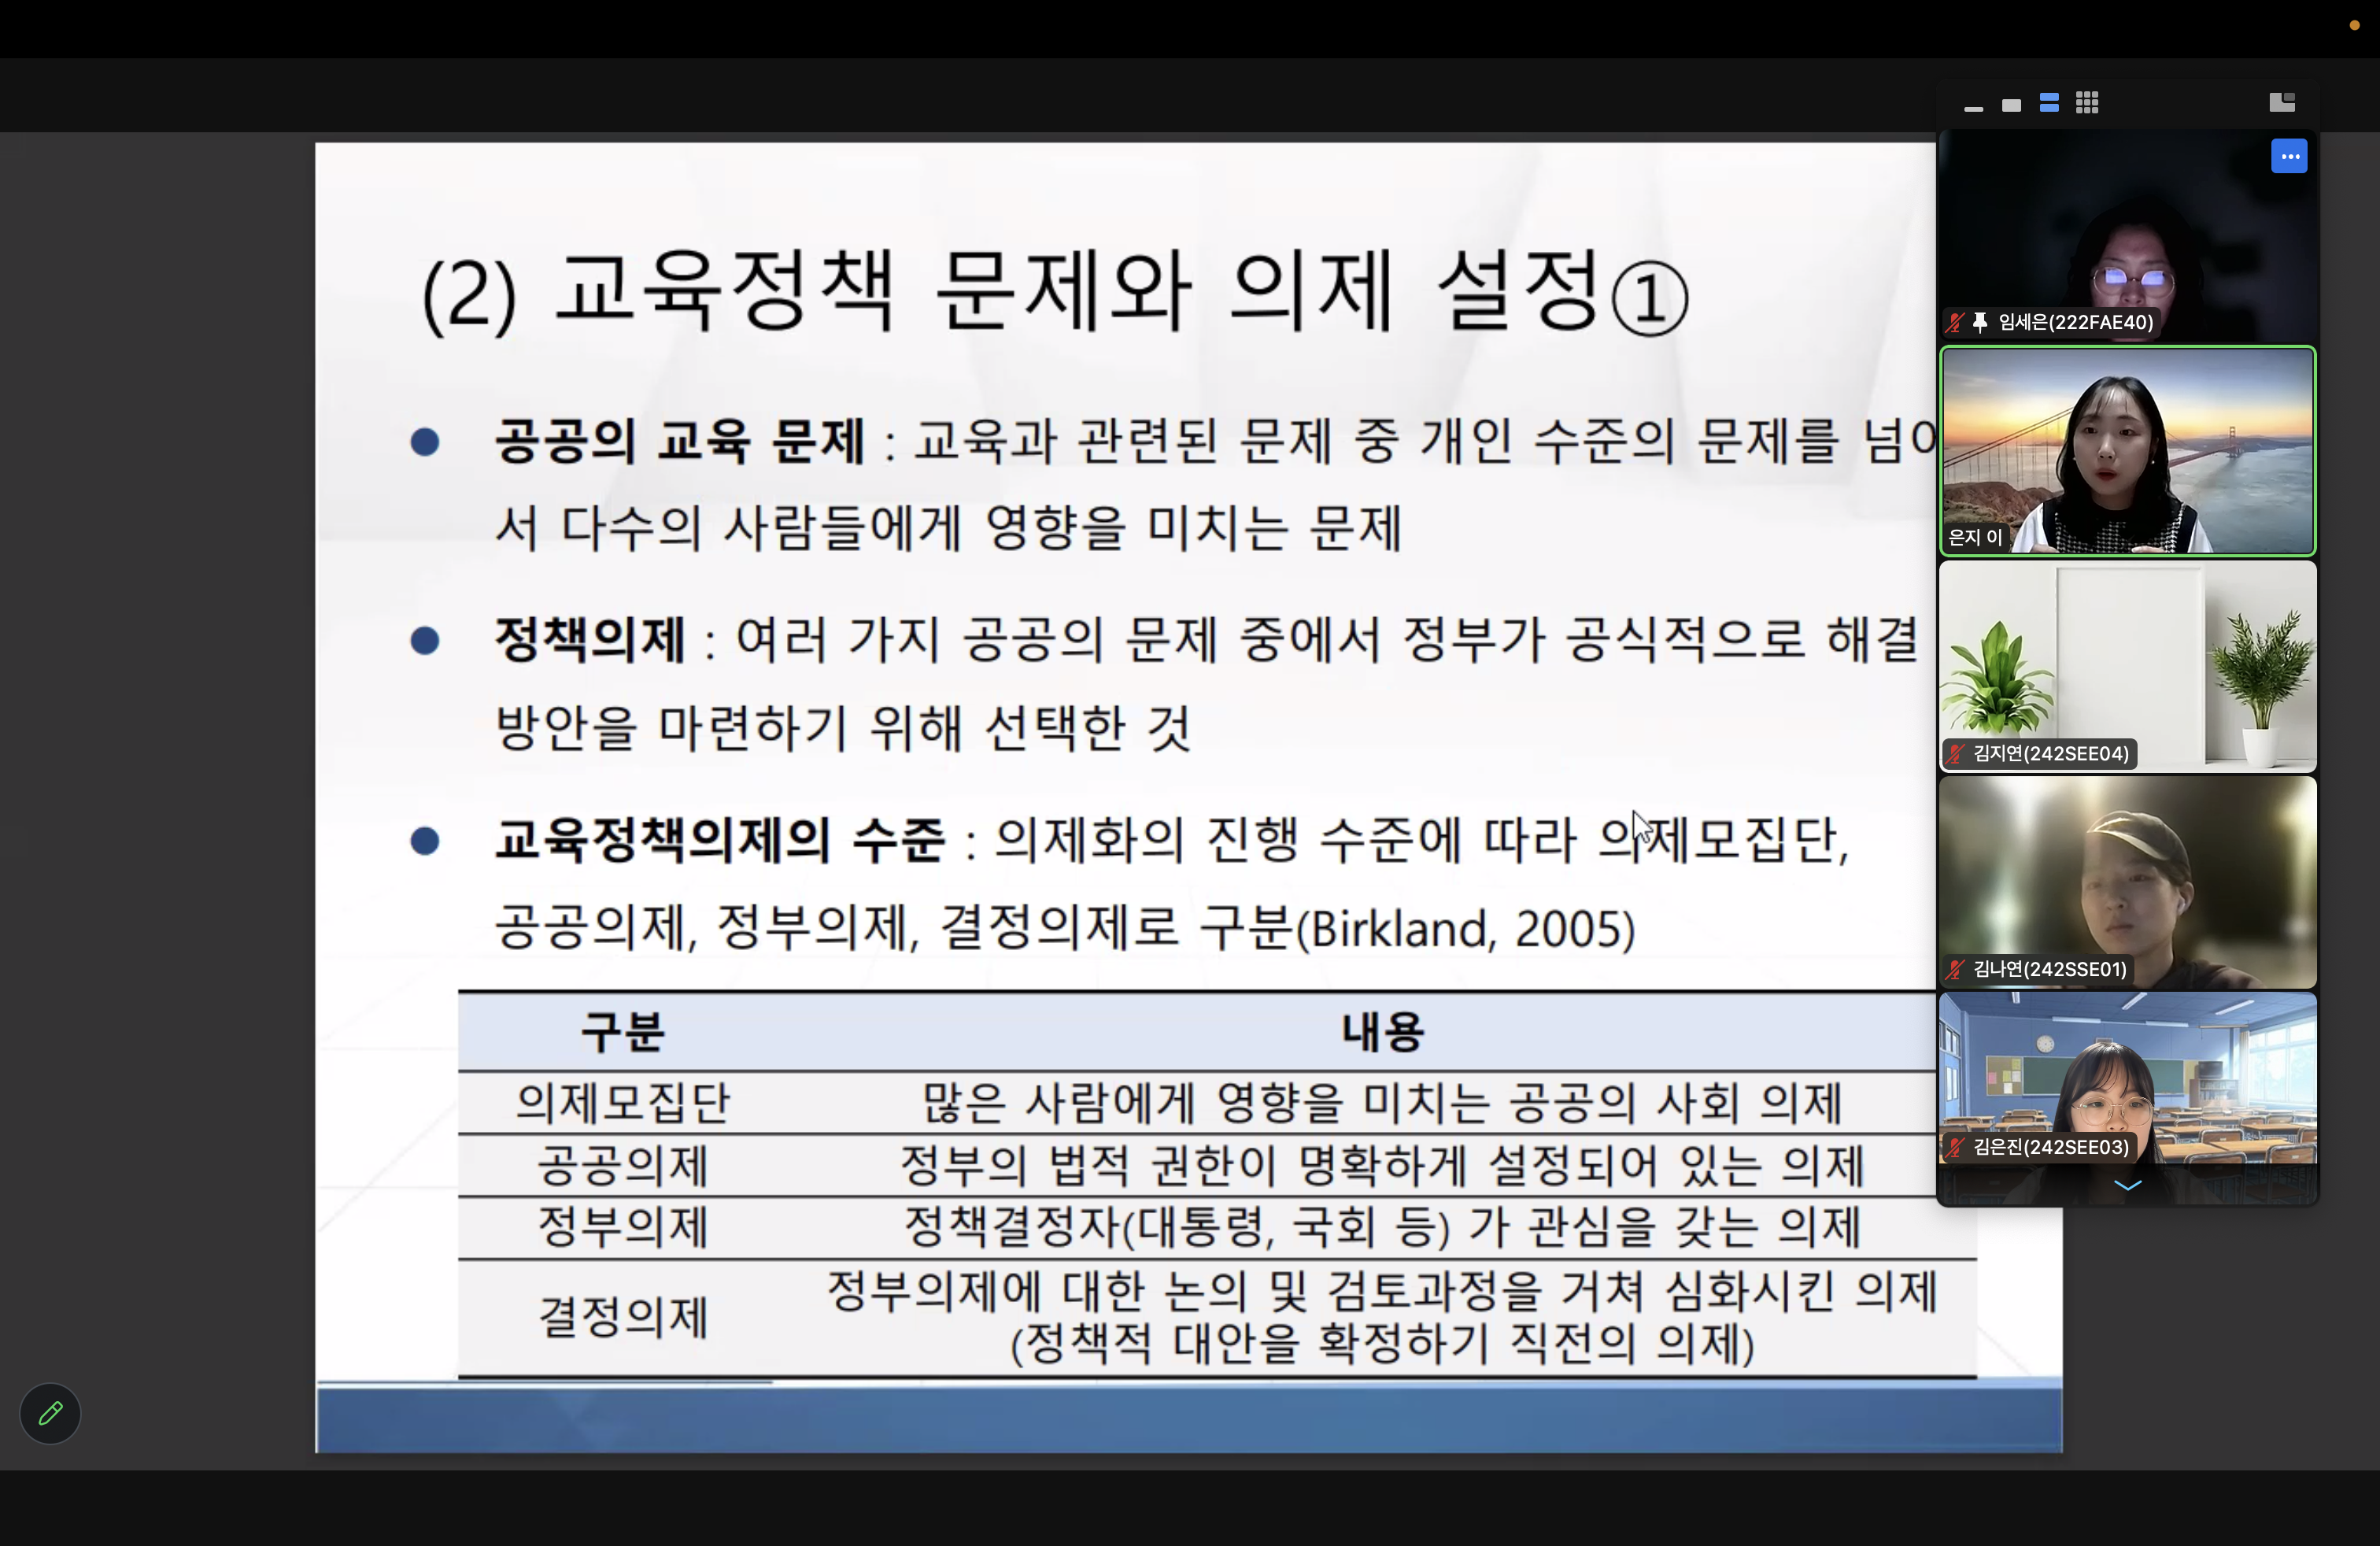 (2) 교육정책 문제와 의제 설정①
공공의 교육 문제 : 교육과 관련된 문제 중 개인 수준의 문제를
서 다수의 사람들에게 영향을 미치는 문제
정책의제 : 여러 가지 공공의 문제 중에서 정부가 공식적으로 해결
방안을 마련하기 위해 선택한 것
교육정책의제의 수준 : 의제화의 진행 수준에 따라 의제모집단,
공공의제, 정부의제, 결정의제로 구분(Birkland, 2005)
구분 내용
의제모집단 많은 사람에게 영향을 미치는 공공의 사회 의제
공공의제 정부의 법적 권한이 명확하게 설정되어 있는 의제
정부의제 정책결정자(대통령, 국회 등) 가 관심을 갖는 의제
결정의제 정부의제에 대한 논의 및 검토과정을 거쳐 심화시킨 의제
(정책적 대안을 확정하기 직전의 의제)
임세은(222FAE40)
은지 이
김지연(242SEE04)
김나연(242SSE01)
김은진(242SEE03)